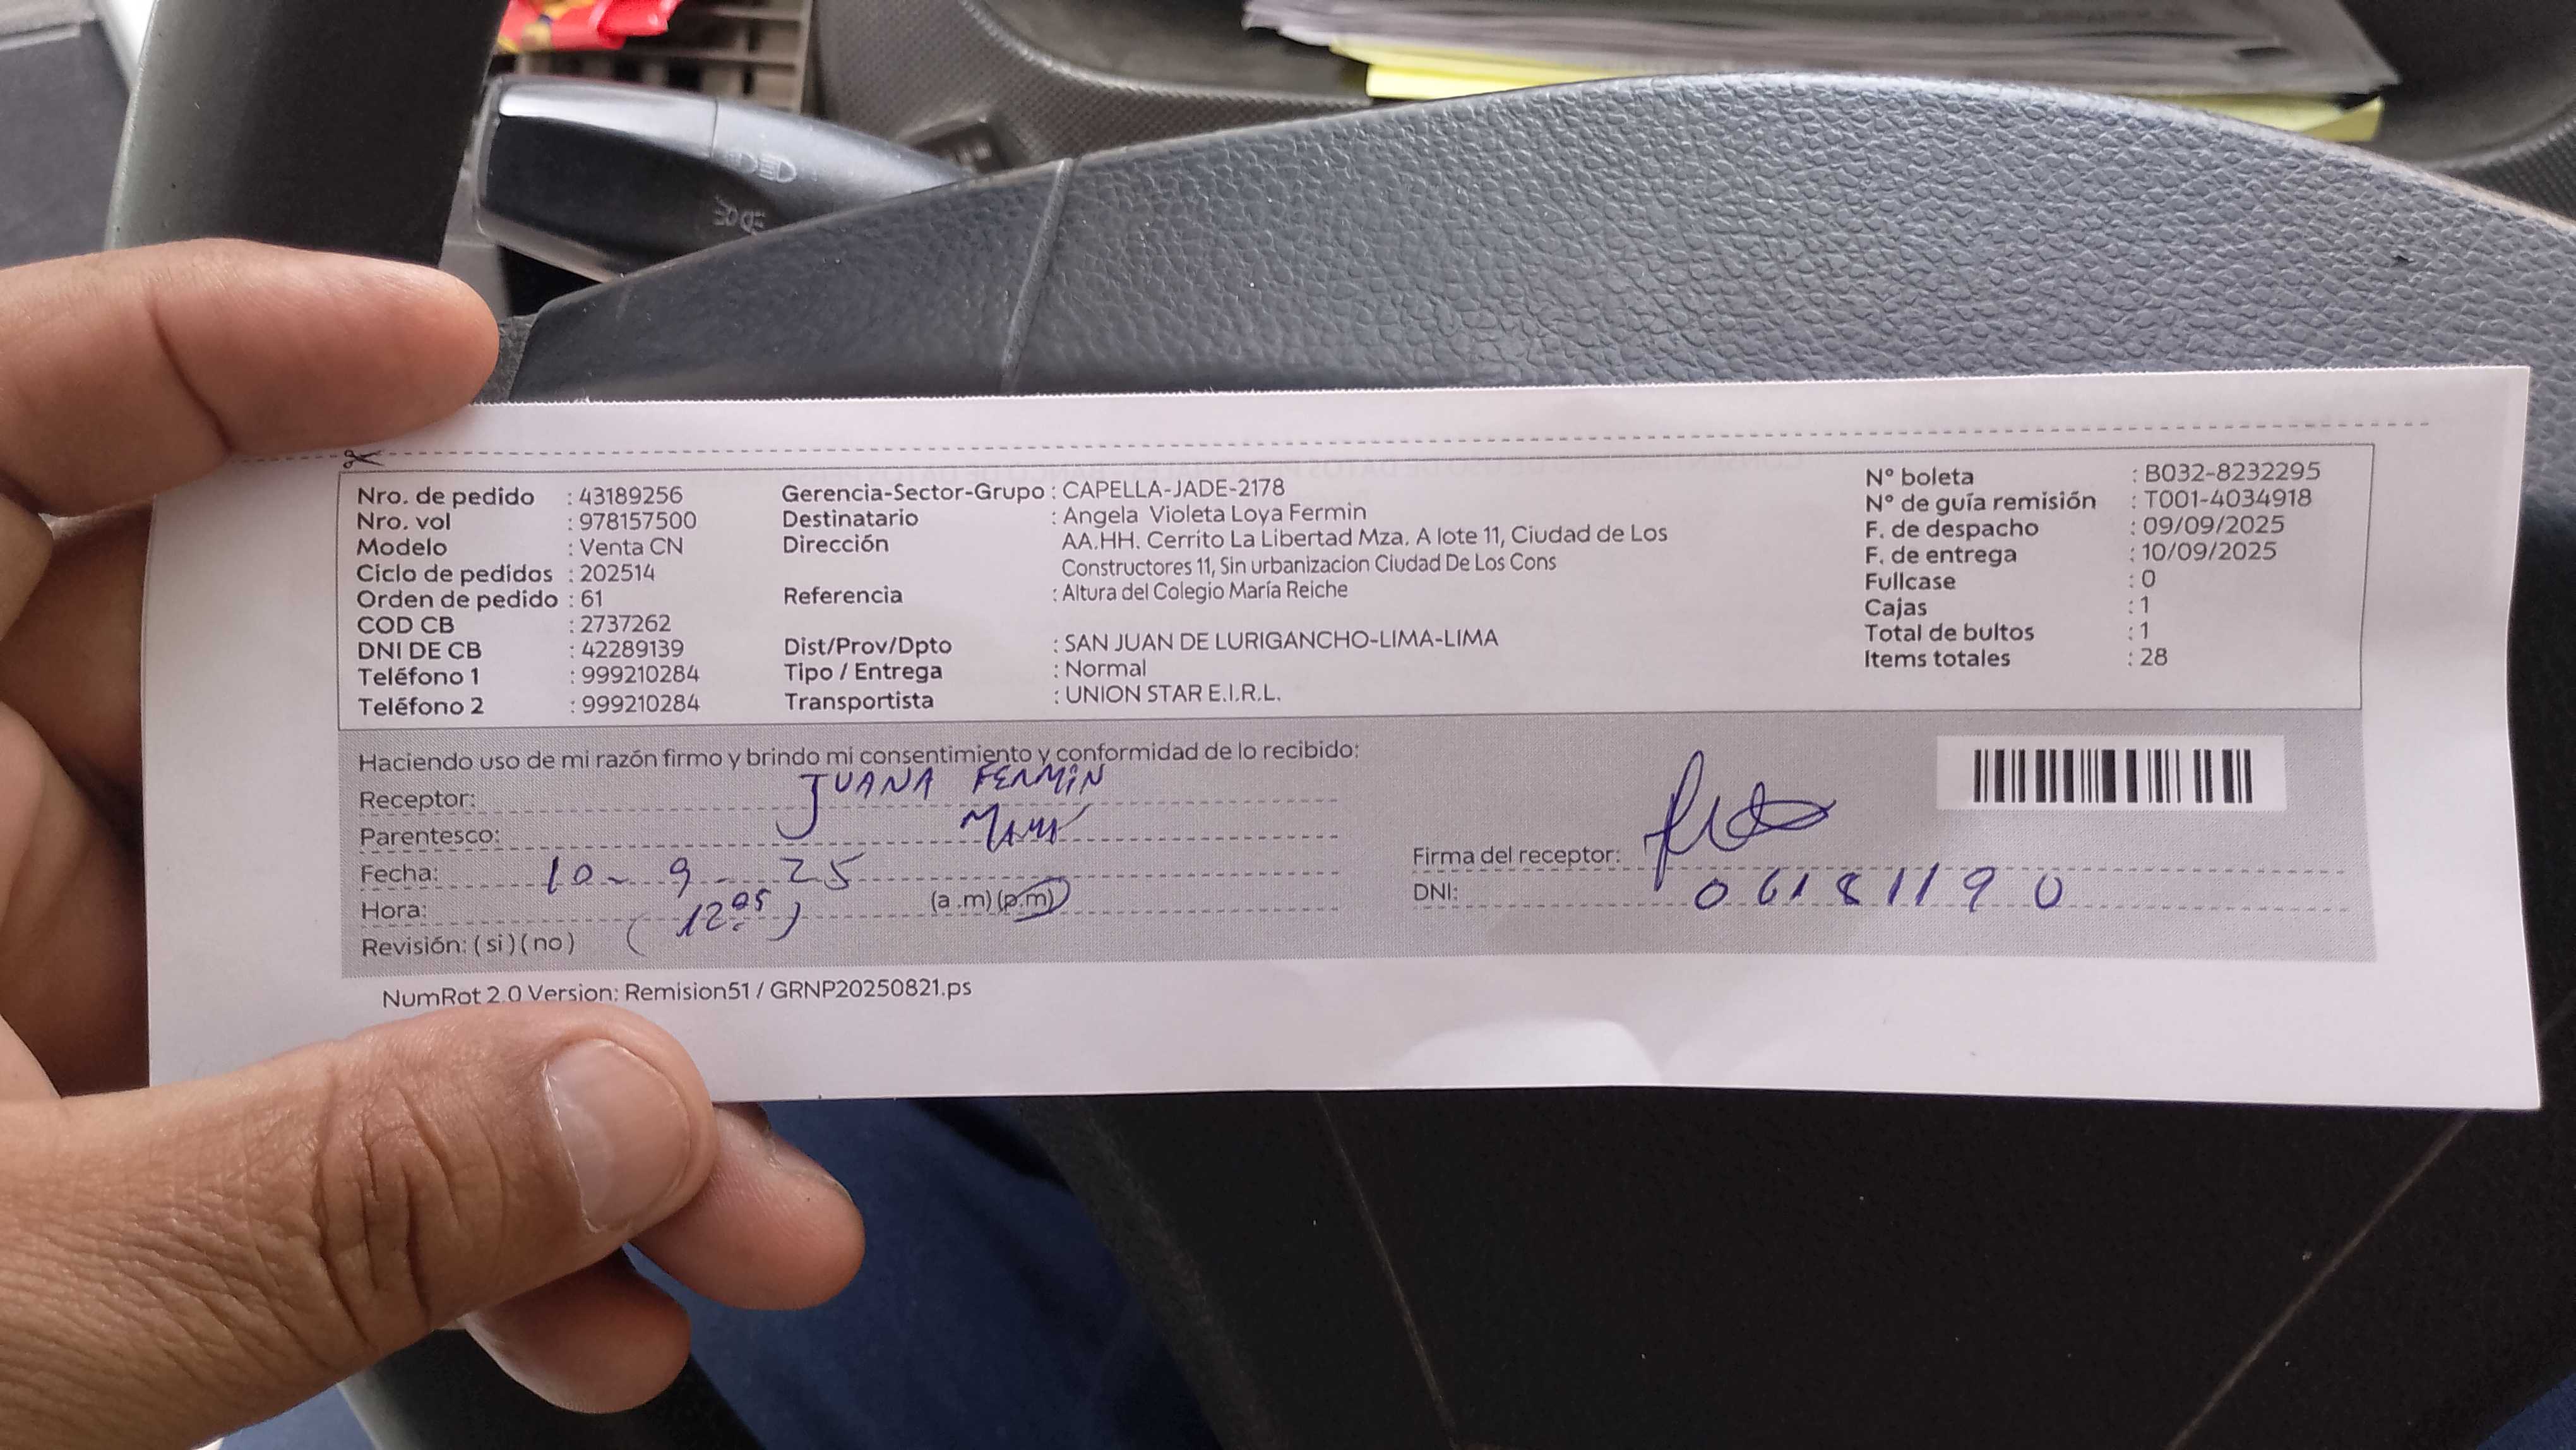 Nro. de pedido : 43189256
Nro. vol : 978157500
Modelo : Venta CN
Ciclo de pedidos : 202514
Orden de pedido : 61
COD CB : 2737262
DNI DE CB : 42289139
Teléfono 1 : 999210284
Teléfono 2 : 999210284
Gerencia-Sector-Grupo : CAPELLA-JADE-2178
Destinatario : Angela Violeta Loya Fermin
Dirección AA.HH. Cerrito La Libertad Mza. A lote 11, Ciudad de Los
Constructores 11, Sin urbanizacion Ciudad De Los Cons
Referencia : Altura del Colegio María Reiche
Dist/Prov/Dpto : SAN JUAN DE LURIGANCHO-LIMA-LIMA
Tipo / Entrega : Normal
Transportista : UNION STAR E.I.R.L.
N° boleta : B032-8232295
N° de guía remisión : T001-4034918
F. de despacho : 09/09/2025
F. de entrega : 10/09/2025
Fullcase : 0
Cajas : 1
Total de bultos : 1
Items totales : 28
Haciendo uso de mi razón firmo y brindo mi consentimiento y conformidad de lo recibido:
Receptor: JUANA FERMIN
Parentesco: MAMA
Fecha: 10-9-25
Hora: (12:05) (a.m)(p.m)
Revisión: (si)(no)
Firma del receptor:
DNI: 06181190
NumRot 2.0 Version: Remision51 / GRNP20250821.ps